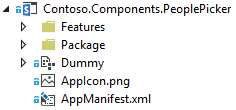 Contoso.Components.PeoplePicker
Features
Package
Dummy
AppIcon.png
AppManifest.xml